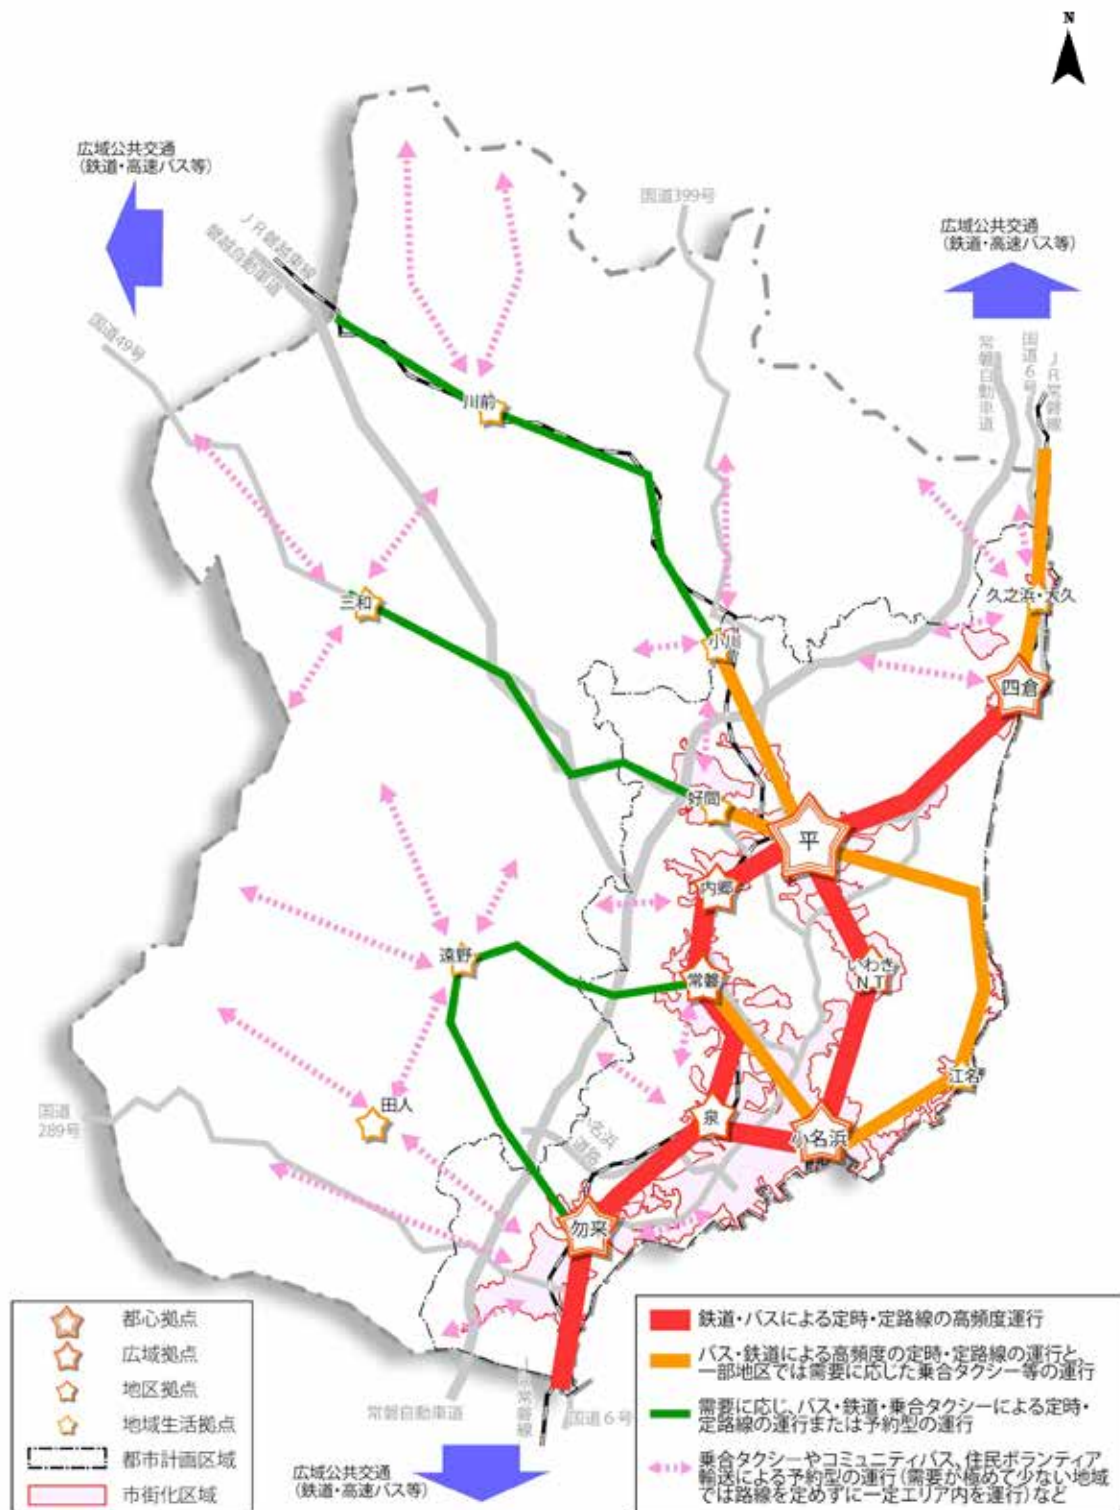 N
広域公共交通
(鉄道・高速バス等)
国道399号
広域公共交通
(鉄道・高速バス等)
JR磐越東線
磐越自動車道
国道49号
常磐自動車道
国道6号
JR常磐線
川前
三和
小川
久之浜・大久
四倉
好間
平
内郷
いわき
NT
遠野
常磐
江名
田人
国道
289号
泉
小名浜
小名浜
道路
勿来
常磐自動車道
JR常磐線
国道6号
広域公共交通
(鉄道・高速バス等)
都心拠点
広域拠点
地区拠点
地域生活拠点
都市計画区域
市街化区域
鉄道・バスによる定時・定路線の高頻度運行
バス・鉄道による高頻度の定時・定路線の運行と、
一部地区では需要に応じた乗合タクシー等の運行
需要に応じ、バス・鉄道・乗合タクシーによる定時・
定路線の運行または予約型の運行
乗合タクシーやコミュニティバス、住民ボランティア
輸送による予約型の運行(需要が極めて少ない地域
では路線を定めずに一定エリア内を運行)など